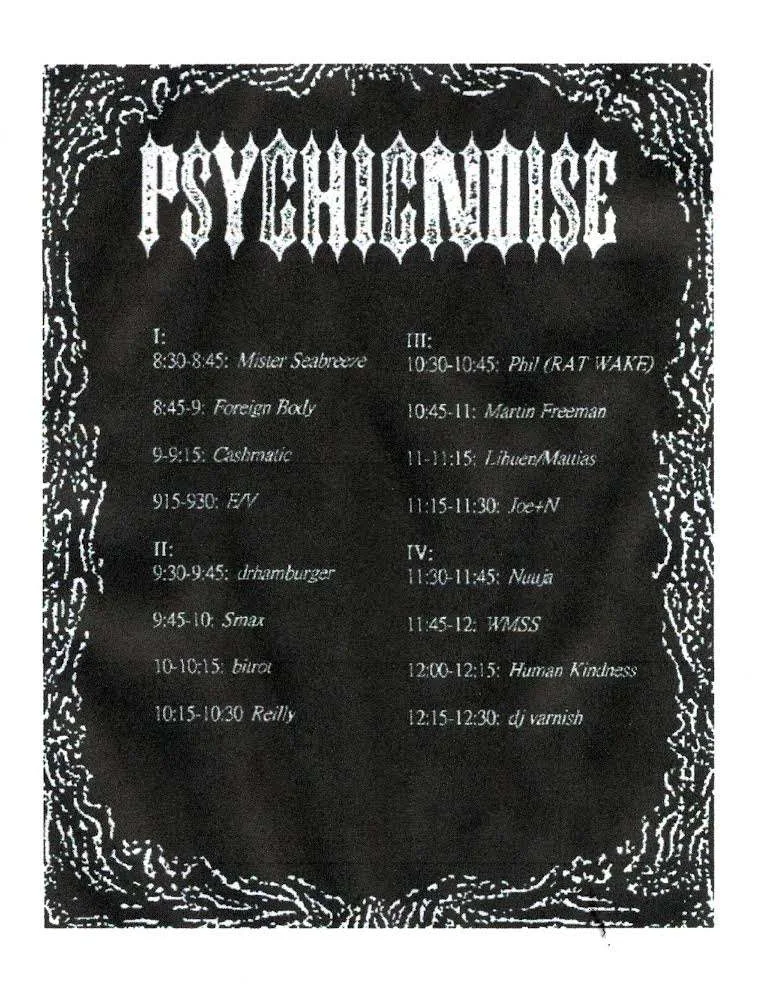 PSYCHICNOISE
I:
8:30-8:45: Mister Seabreeze
8:45-9: Foreign Body
9-9:15: Cashmatic
915-930: E/V
II:
9:30-9:45: drhamburger
9:45-10: Smax
10-10:15: bitrot
10:15-10:30 Reilly
III:
10:30-10:45: Phil (RAT WAKE)
10:45-11: Martin Freeman
11-11:15: Lihuen/Mattias
11:15-11:30: Joe+N
IV:
11:30-11:45: Nuuja
11:45-12: WMSS
12:00-12:15: Human Kindness
12:15-12:30: dj varnish